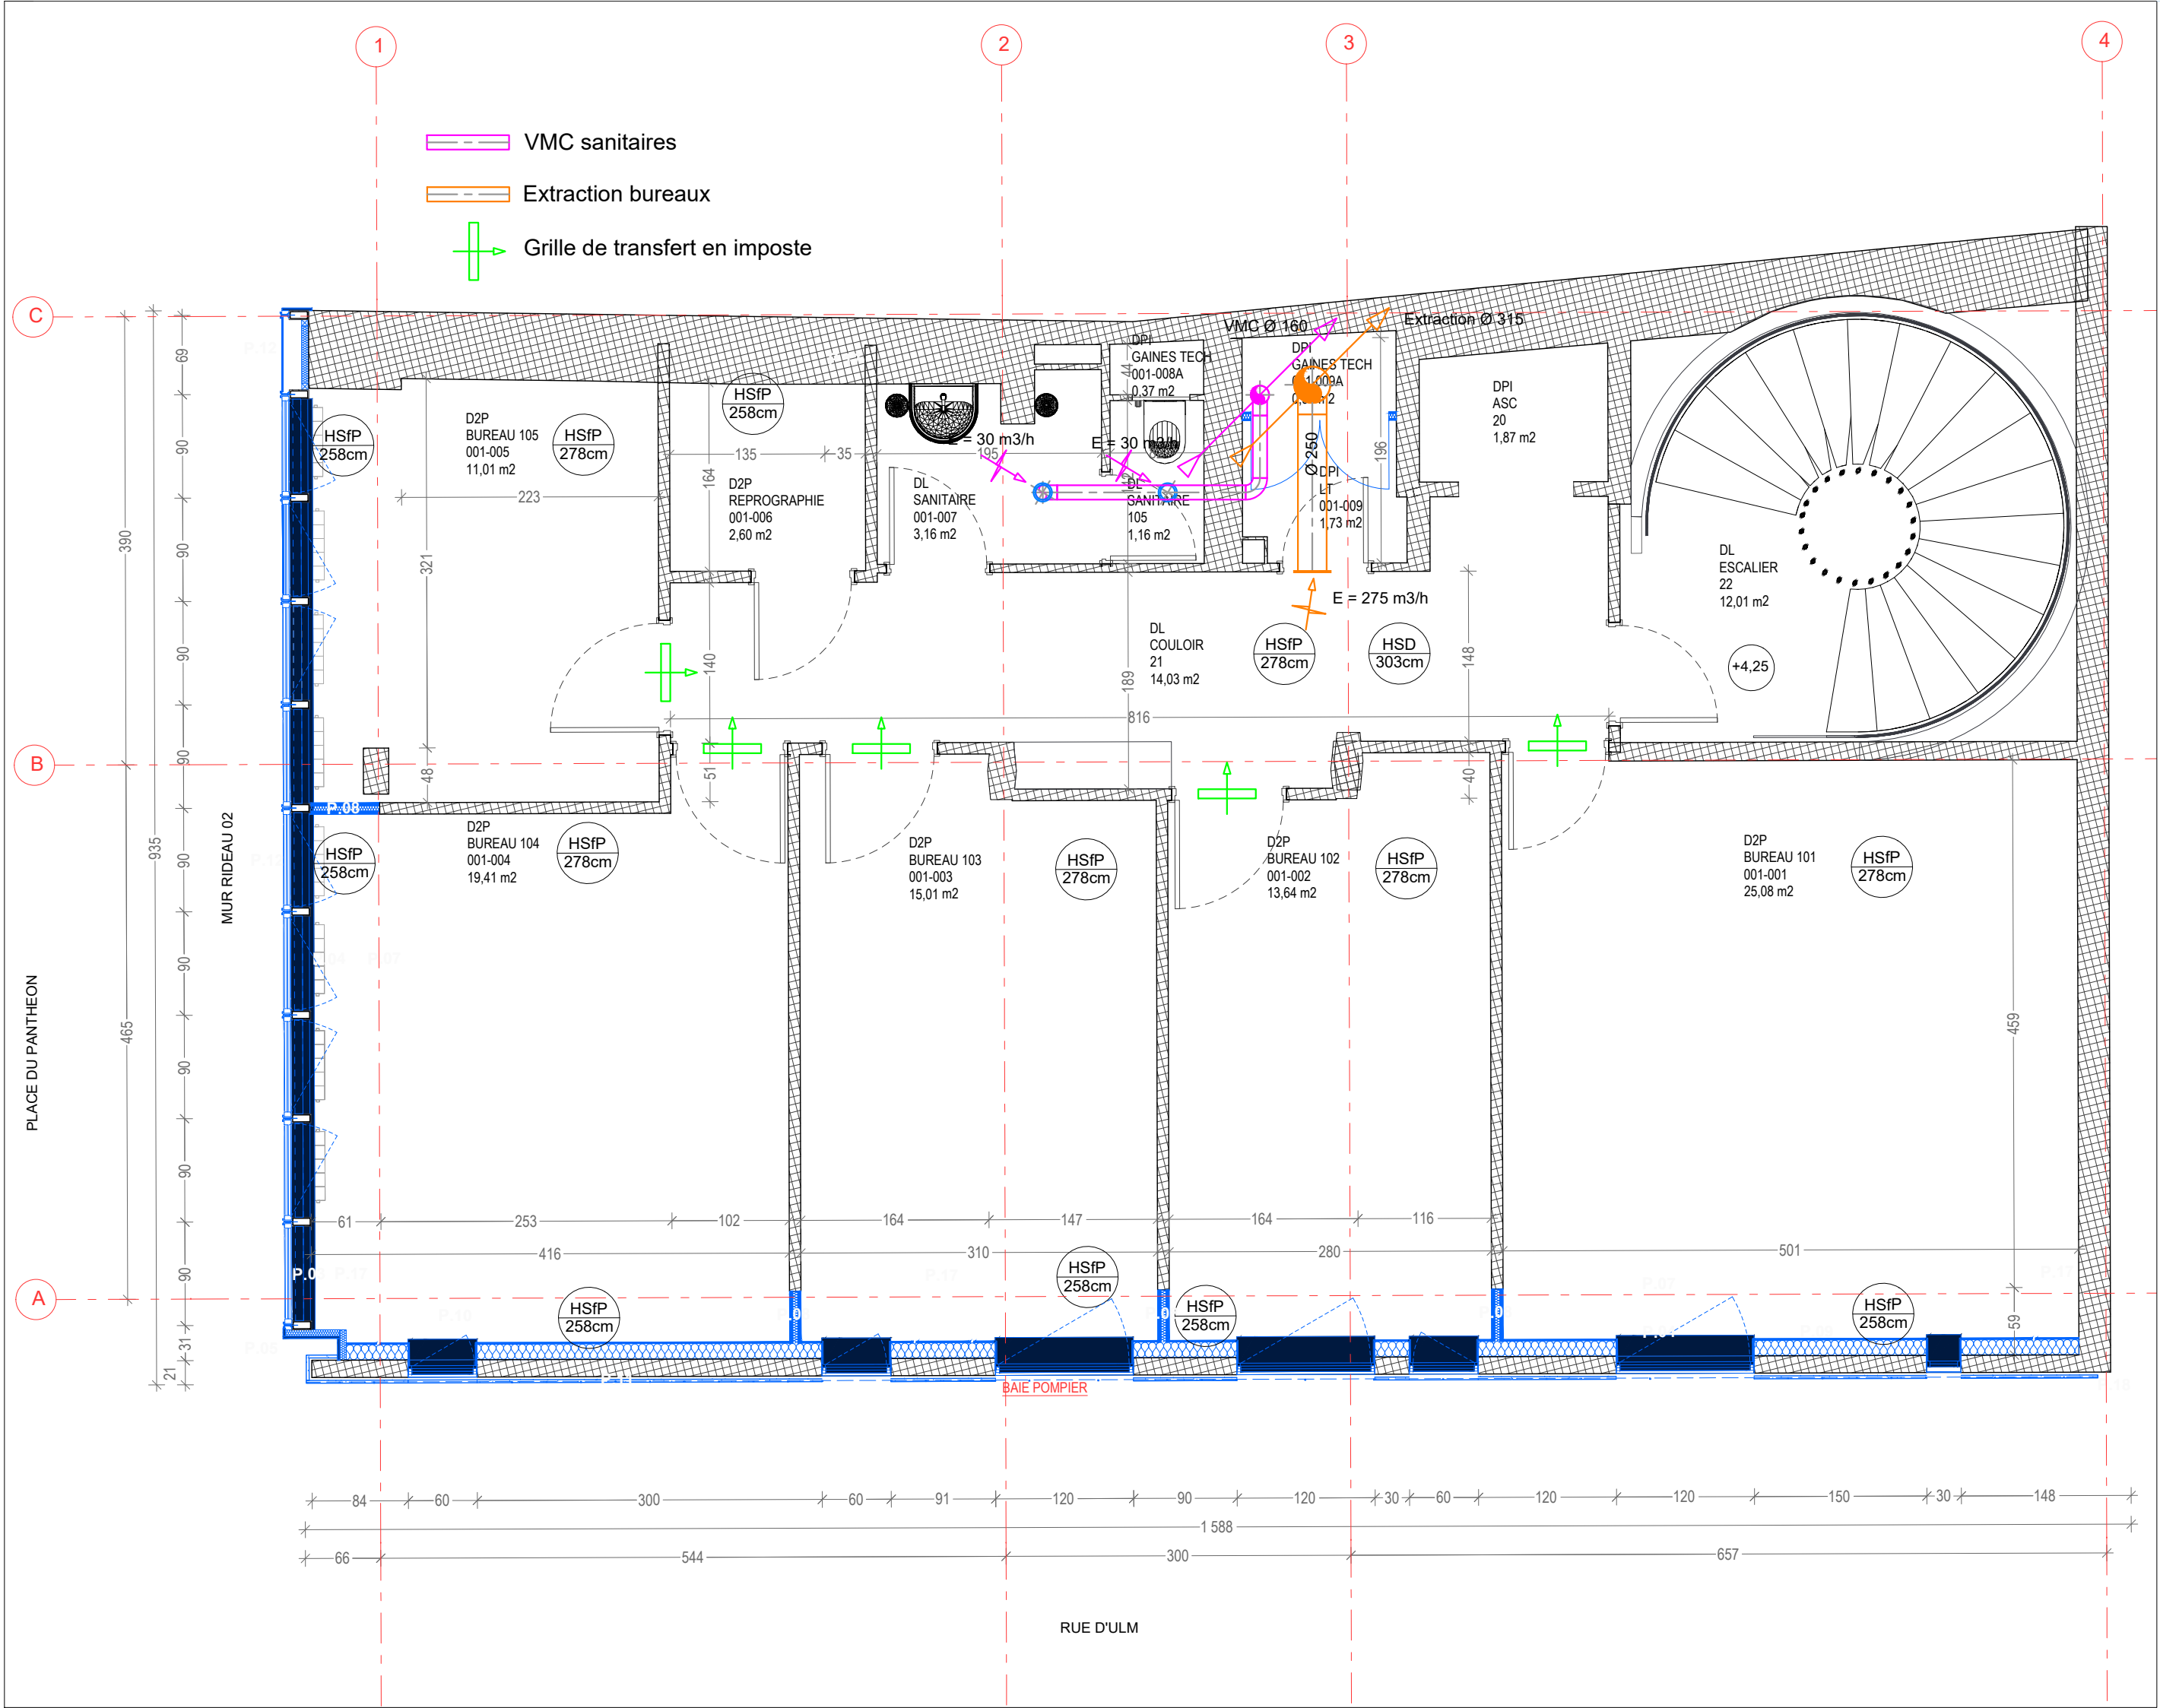 1
2
3
4
VMC sanitaires
Extraction bureaux
Grille de transfert en imposte
C
B
A
VMC Ø 160
Extraction Ø 315
DPI
GAINES TECH
001-008A
0,37 m2
44
DPI
GAINES TECH
DPI
ASC
20
1,87 m2
HSfP
258cm
D2P
BUREAU 105
001-005
11,01 m2
HSfP
278cm
HSfP
258cm
E = 30 m3/h
E = 30 m3/h
135
35
195
164
196
Ø 250
223
321
D2P
REPROGRAPHIE
001-006
2,60 m2
DL
SANITAIRE
001-007
3,16 m2
DL
SANITAIRE
105
1,16 m2
DPI
LT
001-009
1,73 m2
DL
ESCALIER
22
12,01 m2
+4,25
E = 275 m3/h
DL
COULOIR
21
14,03 m2
HSfP
278cm
HSD
303cm
140
189
148
816
48
51
40
69
90
90
90
90
90
90
90
90
90
90
31
21
390
935
465
MUR RIDEAU 02
PLACE DU PANTHEON
P.08
HSfP
258cm
D2P
BUREAU 104
001-004
19,41 m2
HSfP
278cm
D2P
BUREAU 103
001-003
15,01 m2
HSfP
278cm
D2P
BUREAU 102
001-002
13,64 m2
HSfP
278cm
D2P
BUREAU 101
001-001
25,08 m2
HSfP
278cm
459
59
61
253
102
164
147
164
116
416
310
280
501
HSfP
258cm
HSfP
258cm
HSfP
258cm
HSfP
258cm
BAIE POMPIER
84
60
300
60
91
120
90
120
30
60
120
120
150
30
148
1 588
66
544
300
657
RUE D'ULM